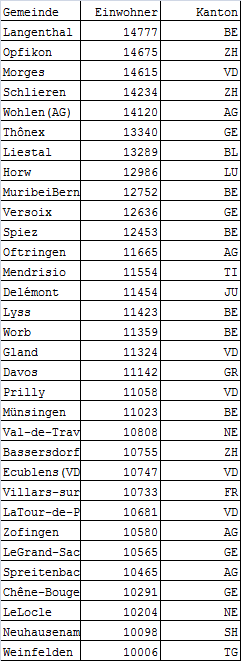 Gemeinde Einwohner Kanton
Langenthal 14777 BE
Opfikon 14675 ZH
Morges 14615 VD
Schlieren 14234 ZH
Wohlen(AG) 14120 AG
Thônex 13340 GE
Liestal 13289 BL
Horw 12986 LU
MuribeiBern 12752 BE
Versoix 12636 GE
Spiez 12453 BE
Oftringen 11665 AG
Mendrisio 11554 TI
Delémont 11454 JU
Lyss 11423 BE
Worb 11359 BE
Gland 11324 VD
Davos 11142 GR
Prilly 11058 VD
Münsingen 11023 BE
Val-de-Trav 10808 NE
Bassersdorf 10755 ZH
Ecublens(VD 10747 VD
Villars-sur 10733 FR
LaTour-de-P 10681 VD
Zofingen 10580 AG
LeGrand-Sac 10565 GE
Spreitenbac 10465 AG
Chêne-Bouge 10291 GE
LeLocle 10204 NE
Neuhausenam 10098 SH
Weinfelden 10006 TG